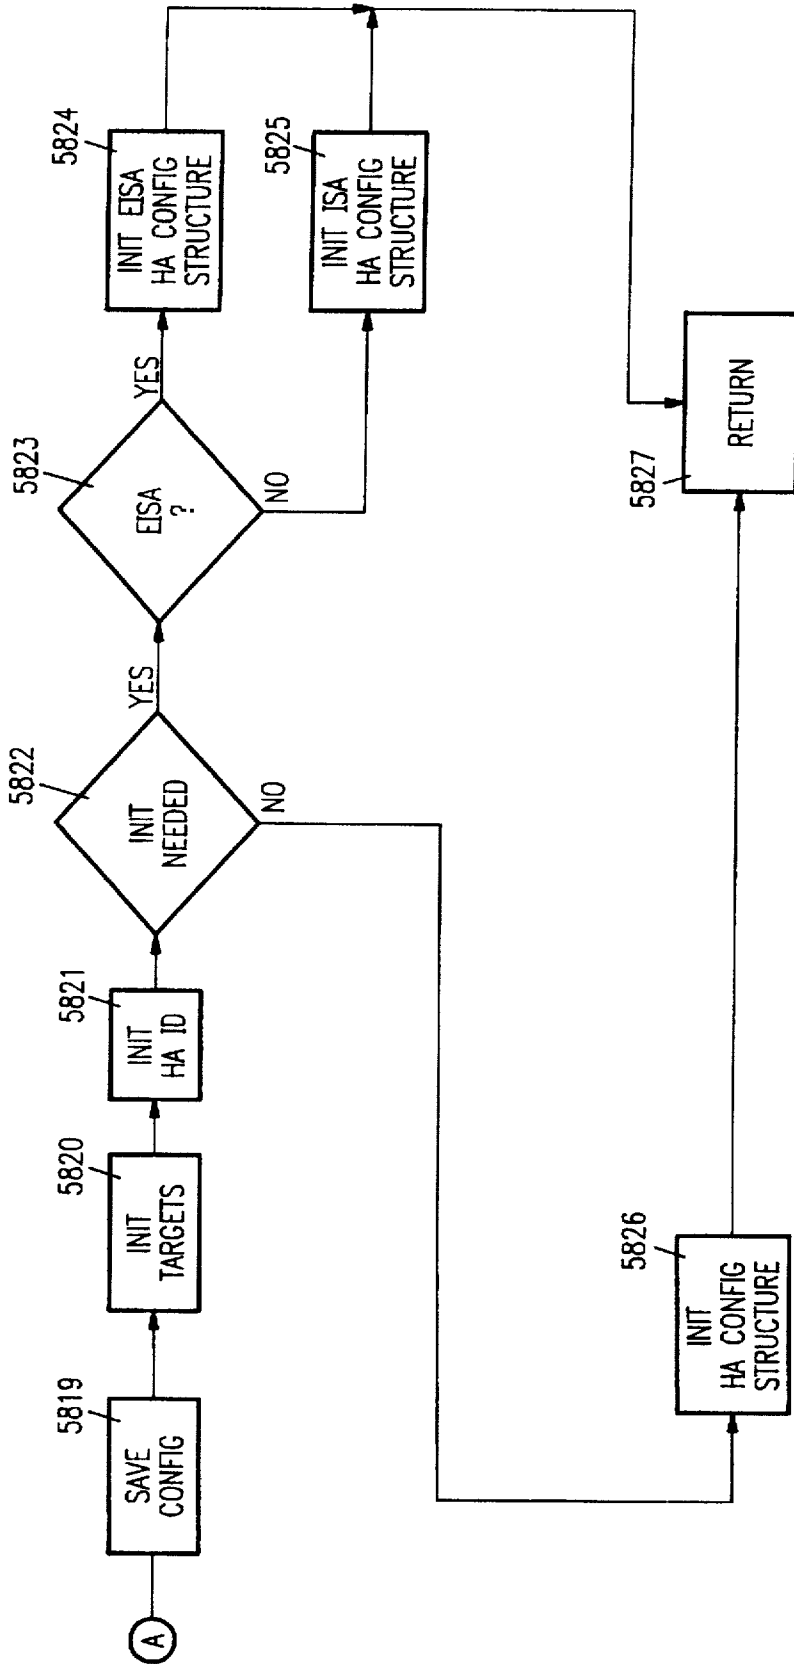 A
5819
SAVE
CONFIG
5820
INIT
TARGETS
5821
INIT
HA ID
5822
INIT
NEEDED
YES
NO
5823
EISA
?
YES
NO
5824
INIT EISA
HA CONFIG
STRUCTURE
5825
INIT ISA
HA CONFIG
STRUCTURE
5826
INIT
HA CONFIG
STRUCTURE
5827
RETURN